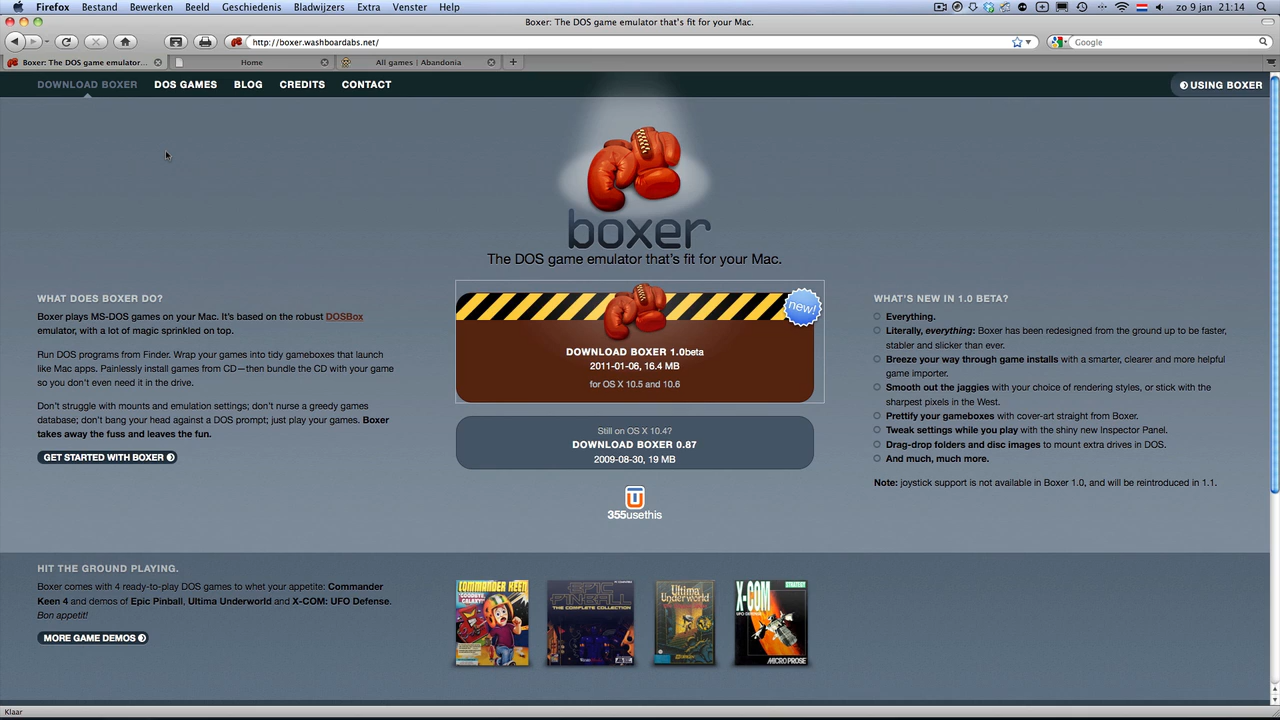 Firefox Bestand Bewerken Beeld Geschiedenis Bladwijzers Extra Venster Help zo 9 jan 21:14
Boxer: The DOS game emulator that's fit for your Mac.
http://boxer.washboardabs.net/ Google
Boxer: The DOS game emulator... Home All games | Abandonia
DOWNLOAD BOXER DOS GAMES BLOG CREDITS CONTACT USING BOXER
boxer
The DOS game emulator that's fit for your Mac.
WHAT DOES BOXER DO?
Boxer plays MS-DOS games on your Mac. It's based on the robust DOSBox
emulator, with a lot of magic sprinkled on top.
Run DOS programs from Finder. Wrap your games into tidy gameboxes that launch
like Mac apps. Painlessly install games from CD—then bundle the CD with your game
so you don't even need it in the drive.
Don't struggle with mounts and emulation settings; don't nurse a greedy games
database; don't bang your head against a DOS prompt; just play your games. Boxer
takes away the fuss and leaves the fun.
GET STARTED WITH BOXER
new!
DOWNLOAD BOXER 1.0beta
2011-01-06, 16.4 MB
for OS X 10.5 and 10.6
Still on OS X 10.4?
DOWNLOAD BOXER 0.87
2009-08-30, 19 MB
355usethis
WHAT'S NEW IN 1.0 BETA?
Everything.
Literally, everything: Boxer has been redesigned from the ground up to be faster,
stabler and slicker than ever.
Breeze your way through game installs with a smarter, clearer and more helpful
game importer.
Smooth out the jaggies with your choice of rendering styles, or stick with the
sharpest pixels in the West.
Prettify your gameboxes with cover-art straight from Boxer.
Tweak settings while you play with the shiny new Inspector Panel.
Drag-drop folders and disc images to mount extra drives in DOS.
And much, much more.
Note: joystick support is not available in Boxer 1.0, and will be reintroduced in 1.1.
HIT THE GROUND PLAYING.
Boxer comes with 4 ready-to-play DOS games to whet your appetite: Commander
Keen 4 and demos of Epic Pinball, Ultima Underworld and X-COM: UFO Defense.
Bon appetit!
MORE GAME DEMOS
COMMANDER KEEN
"GOODBYE, GALAXY!"
EPIC PINBALL
THE COMPLETE COLLECTION
Ultima
Underworld
STRATEGY
X-COM
UFO DEFENSE
MICROPROSE
Klaar